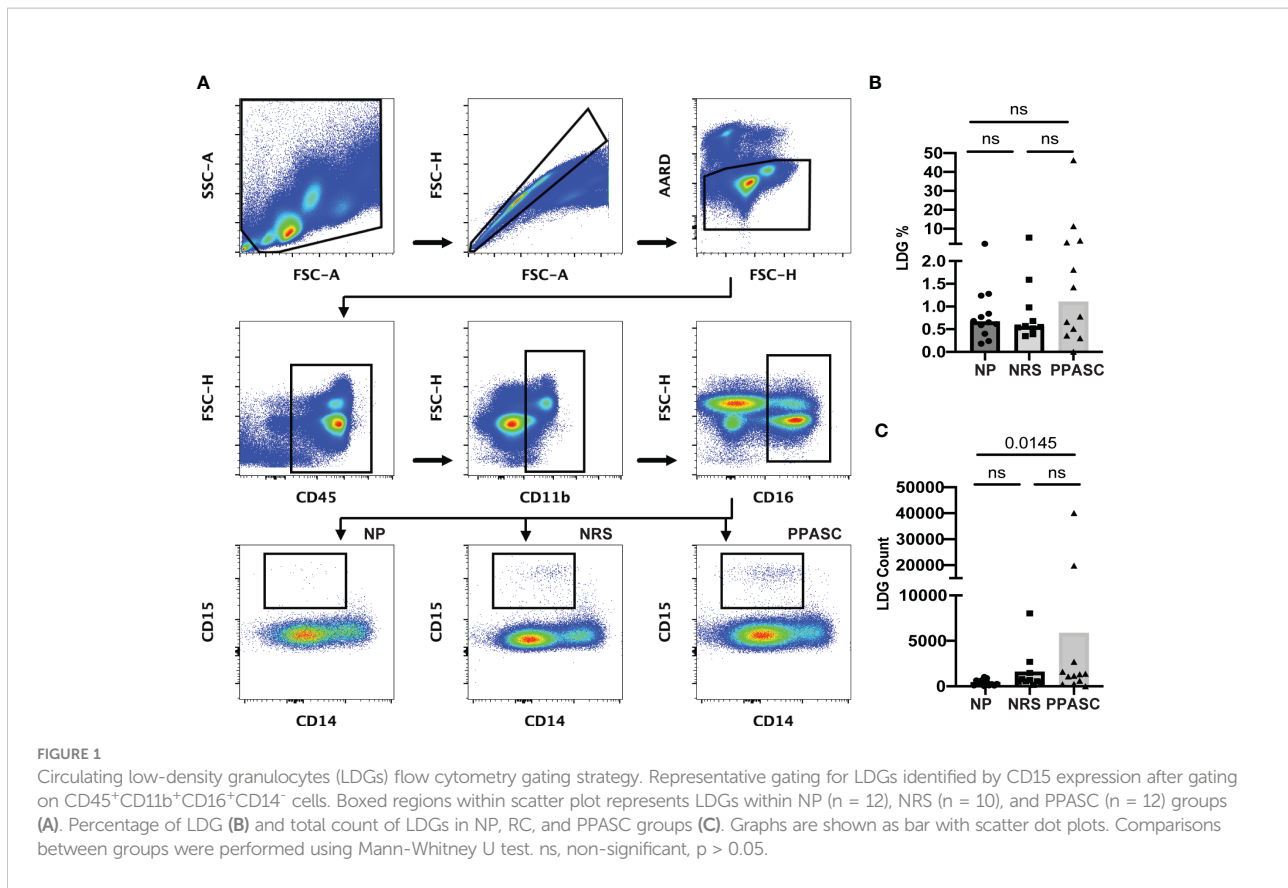 A
SSC-A
FSC-A
FSC-H
FSC-A
AARD
FSC-H
FSC-H
CD45
FSC-H
CD11b
FSC-H
CD16
NP
NRS
PPASC
CD15
CD14
CD15
CD14
CD15
CD14
B
ns
ns
ns
LDG %
50
40
30
20
10
0
2.0
1.5
1.0
0.5
0.0
NP
NRS
PPASC
C
0.0145
ns
ns
LDG Count
50000
40000
30000
20000
10000
5000
0
NP
NRS
PPASC
FIGURE 1
Circulating low-density granulocytes (LDGs) flow cytometry gating strategy. Representative gating for LDGs identified by CD15 expression after gating
on CD45⁺CD11b⁺CD16⁺CD14⁻ cells. Boxed regions within scatter plot represents LDGs within NP (n = 12), NRS (n = 10), and PPASC (n = 12) groups
(A). Percentage of LDG (B) and total count of LDGs in NP, RC, and PPASC groups (C). Graphs are shown as bar with scatter dot plots. Comparisons
between groups were performed using Mann-Whitney U test. ns, non-significant, p > 0.05.